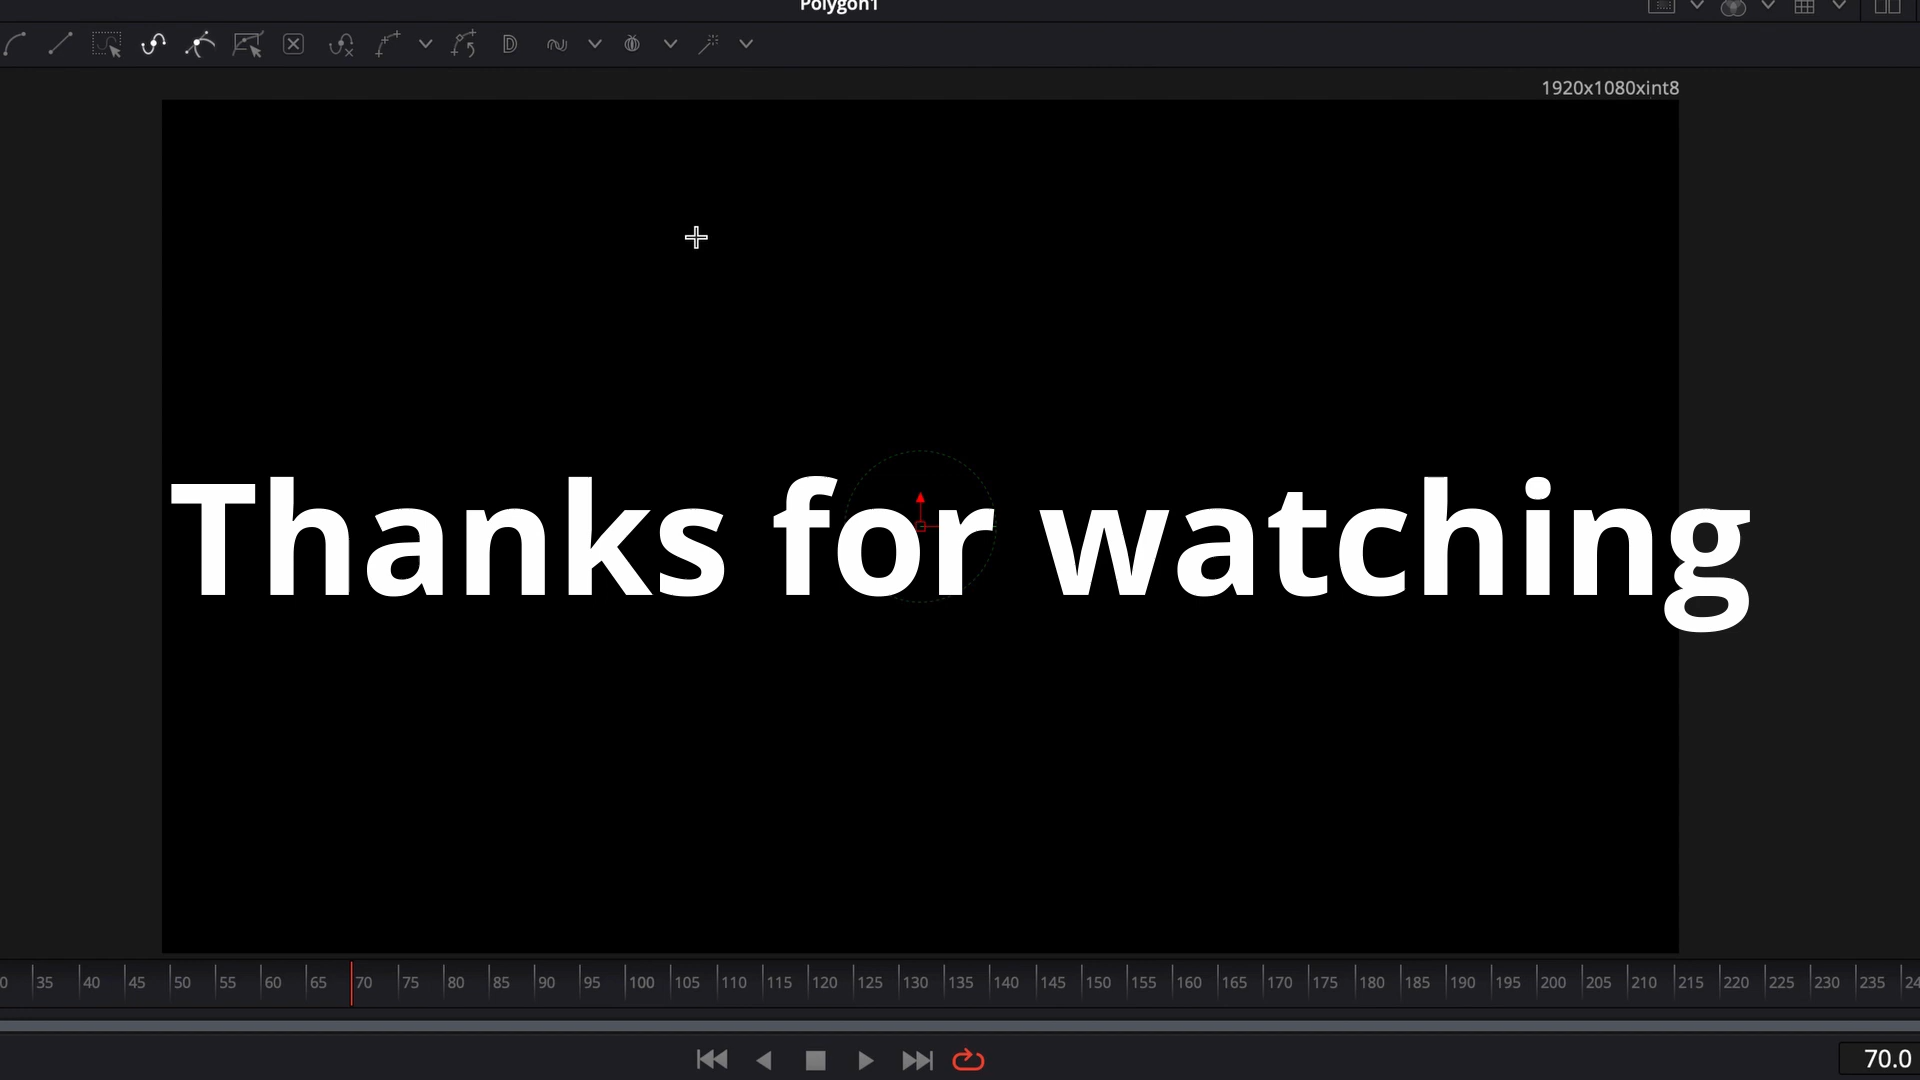 Polygon1
1920x1080xint8
Thanks for watching
35 40 45 50 55 60 65 70 75 80 85 90 95 100 105 110 115 120 125 130 135 140 145 150 155 160 165 170 175 180 185 190 195 200 205 210 215 220 225 230 235
70.0